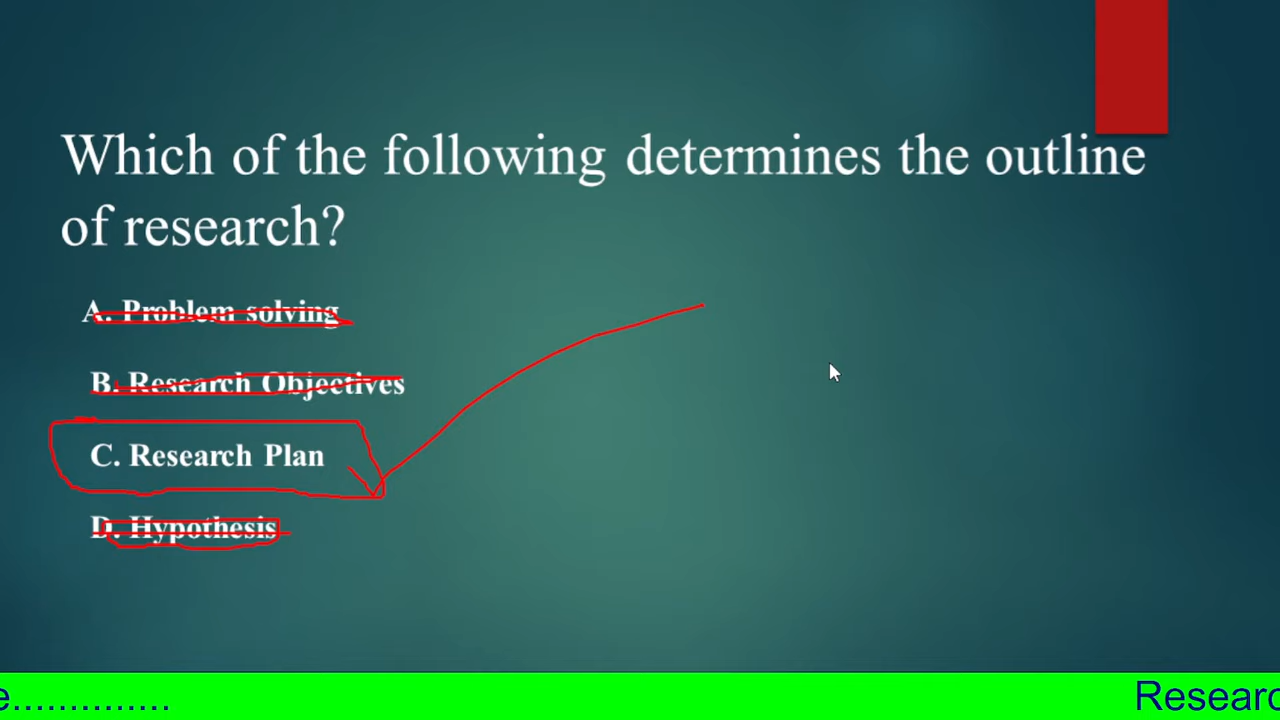 Which of the following determines the outline
of research?
A. Problem solving
B. Research Objectives
C. Research Plan
D. Hypothesis
e.............. Researc